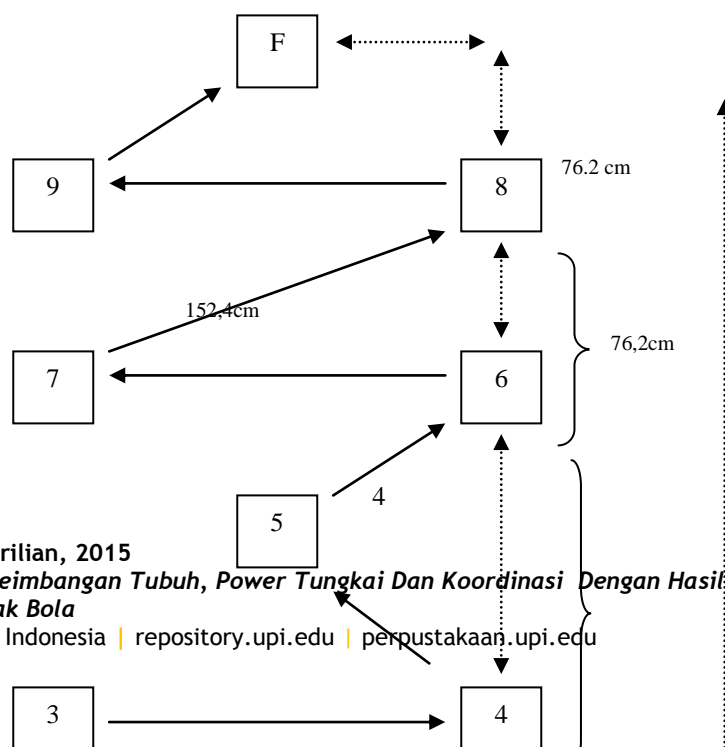 F
9
8
76.2 cm
152,4cm
76,2cm
7
6
4
5
rilian, 2015
eimbangan Tubuh, Power Tungkai Dan Koordinasi Dengan Hasil
ak Bola
Indonesia | repository.upi.edu | perpustakaan.upi.edu
3
4